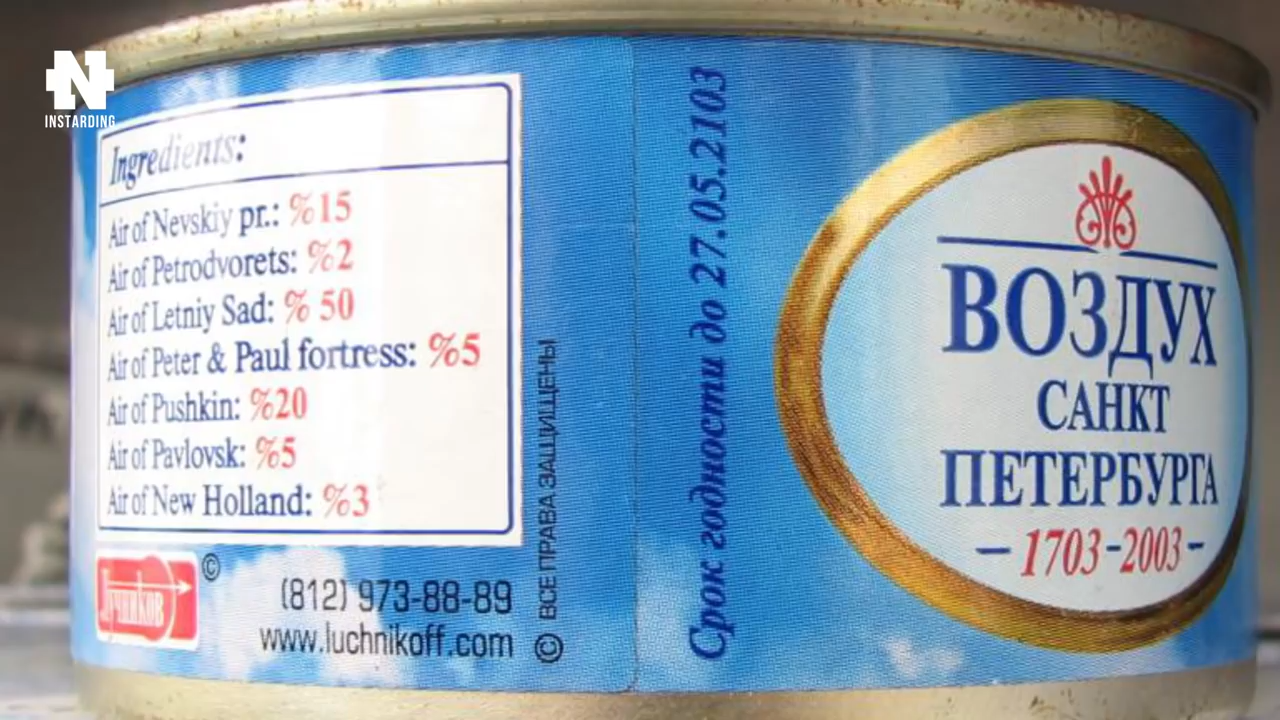 N
INSTARDING
Ingredients:
Air of Nevskiy pr.: %15
Air of Petrodvorets: %2
Air of Letniy Sad: % 50
Air of Peter & Paul fortress: %5
Air of Pushkin: %20
Air of Pavlovsk: %5
Air of New Holland: %3
Лучников
©
(812) 973-88-89
www.luchnikoff.com
© ВСЕ ПРАВА ЗАЩИЩЕНЫ
Срок годности до 27.05.2103
ВОЗДУХ
САНКТ
ПЕТЕРБУРГА
– 1703-2003 –